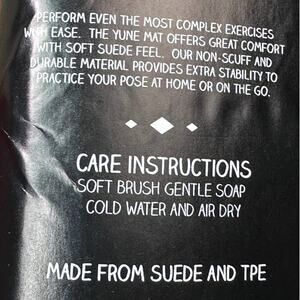 PERFORM EVEN THE MOST COMPLEX EXERCISES
WITH EASE. THE YUNE MAT OFFERS GREAT COMFORT
WITH SOFT SUEDE FEEL. OUR NON-SCUFF AND
DURABLE MATERIAL PROVIDES EXTRA STABILITY TO
PRACTICE YOUR POSE AT HOME OR ON THE GO.
CARE INSTRUCTIONS
SOFT BRUSH GENTLE SOAP
COLD WATER AND AIR DRY
MADE FROM SUEDE AND TPE